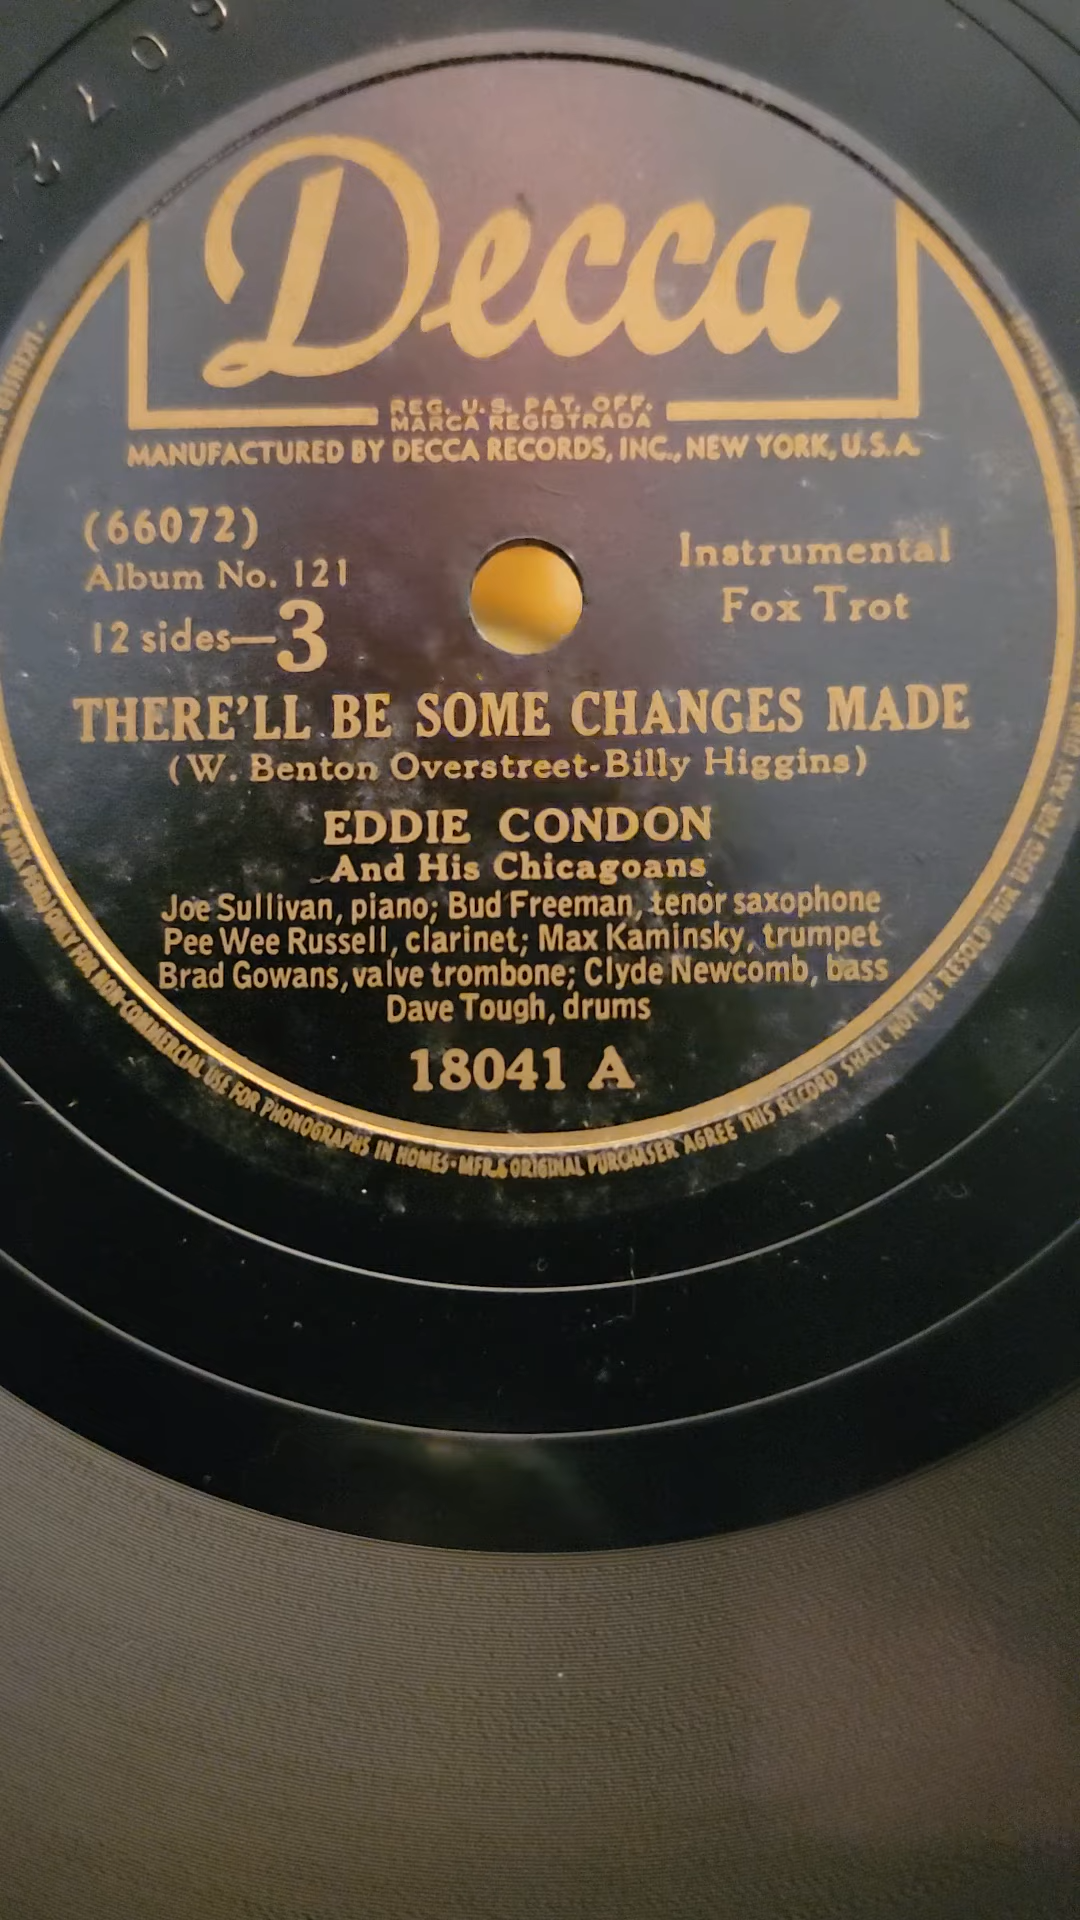 6072
Decca
REG. U.S. PAT. OFF.
MARCA REGISTRADA
MANUFACTURED BY DECCA RECORDS, INC., NEW YORK, U.S.A.
(66072)
Album No. 121
12 sides—3
Instrumental
Fox Trot
THERE'LL BE SOME CHANGES MADE
(W. Benton Overstreet-Billy Higgins)
EDDIE CONDON
And His Chicagoans
Joe Sullivan, piano; Bud Freeman, tenor saxophone
Pee Wee Russell, clarinet; Max Kaminsky, trumpet
Brad Gowans, valve trombone; Clyde Newcomb, bass
Dave Tough, drums
18041 A
ONLY FOR NON-COMMERCIAL USE FOR PHONOGRAPHS IN HOMES-MFR.& ORIGINAL PURCHASER AGREE THIS RECORD SHALL NOT BE RESOLD NOR USED FOR ANY